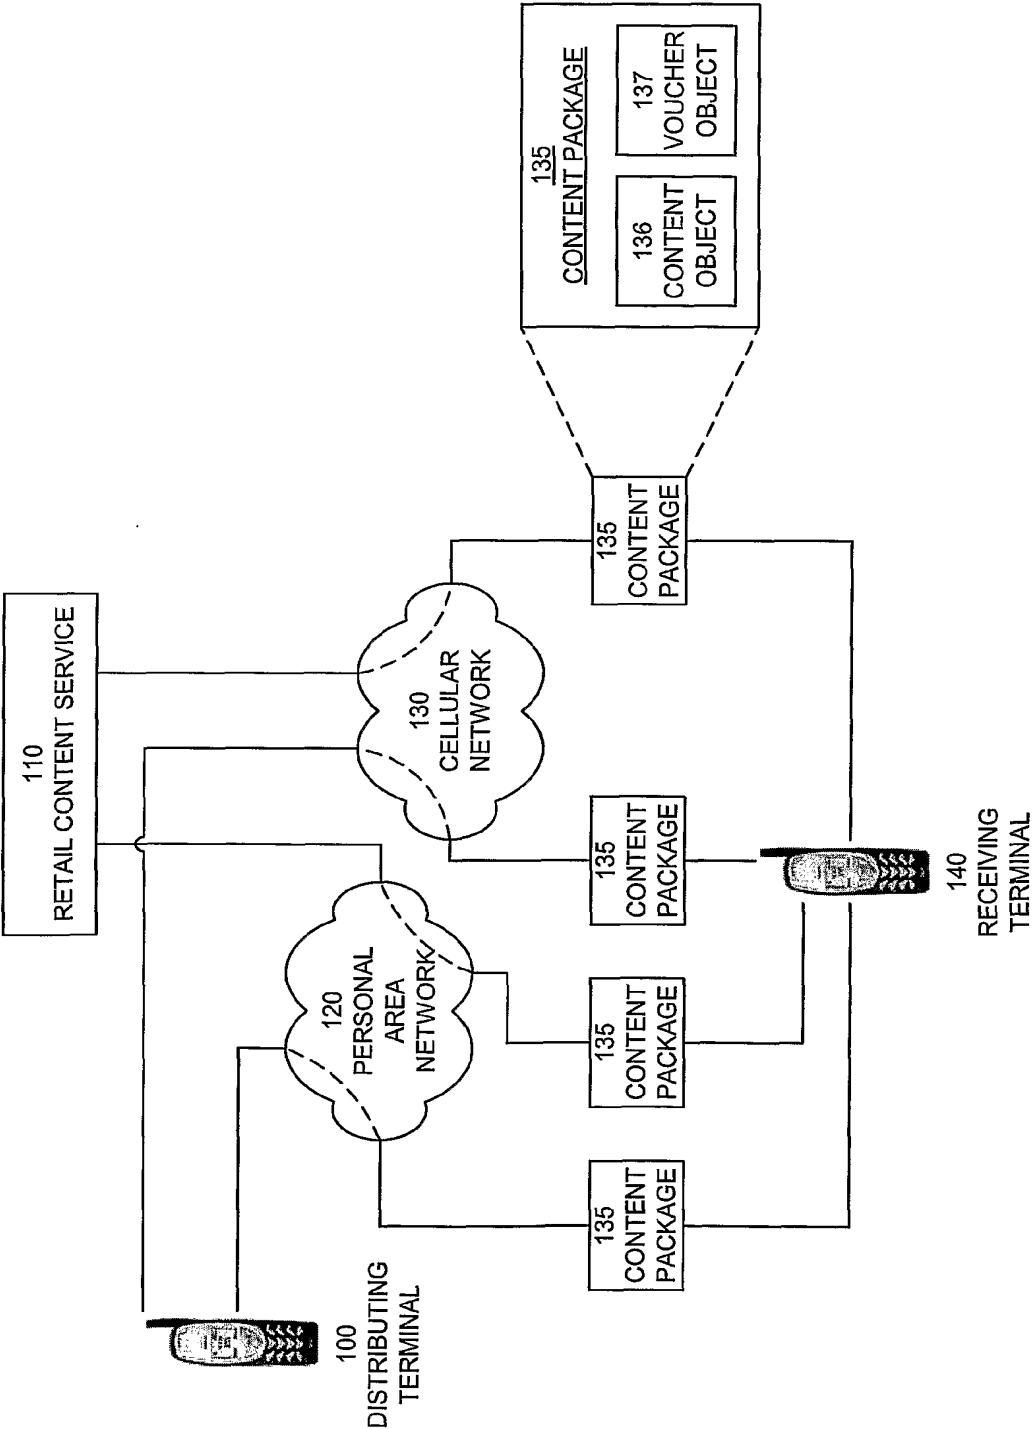 100
DISTRIBUTING
TERMINAL
110
RETAIL CONTENT SERVICE
120
PERSONAL
AREA
NETWORK
130
CELLULAR
NETWORK
135
CONTENT
PACKAGE
135
CONTENT
PACKAGE
135
CONTENT
PACKAGE
135
CONTENT
PACKAGE
135
CONTENT PACKAGE
136
CONTENT
OBJECT
137
VOUCHER
OBJECT
140
RECEIVING
TERMINAL